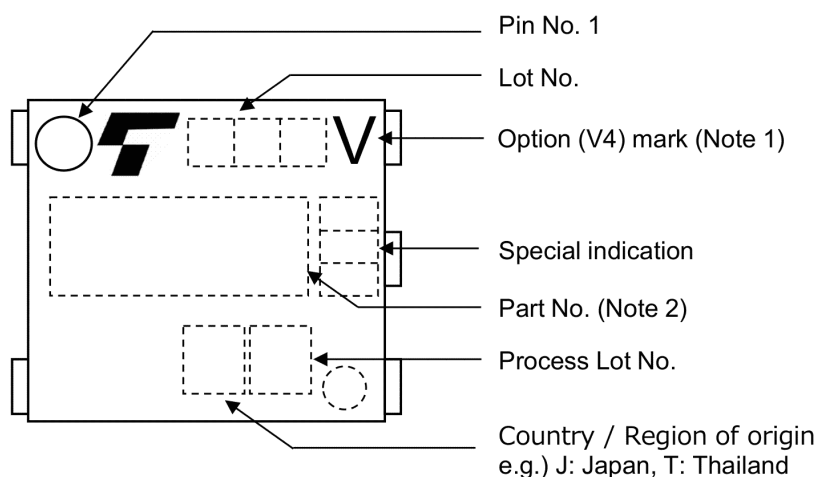 Pin No. 1
Lot No.
V
Option (V4) mark (Note 1)
Special indication
Part No. (Note 2)
Process Lot No.
Country / Region of origin
e.g.) J: Japan, T: Thailand